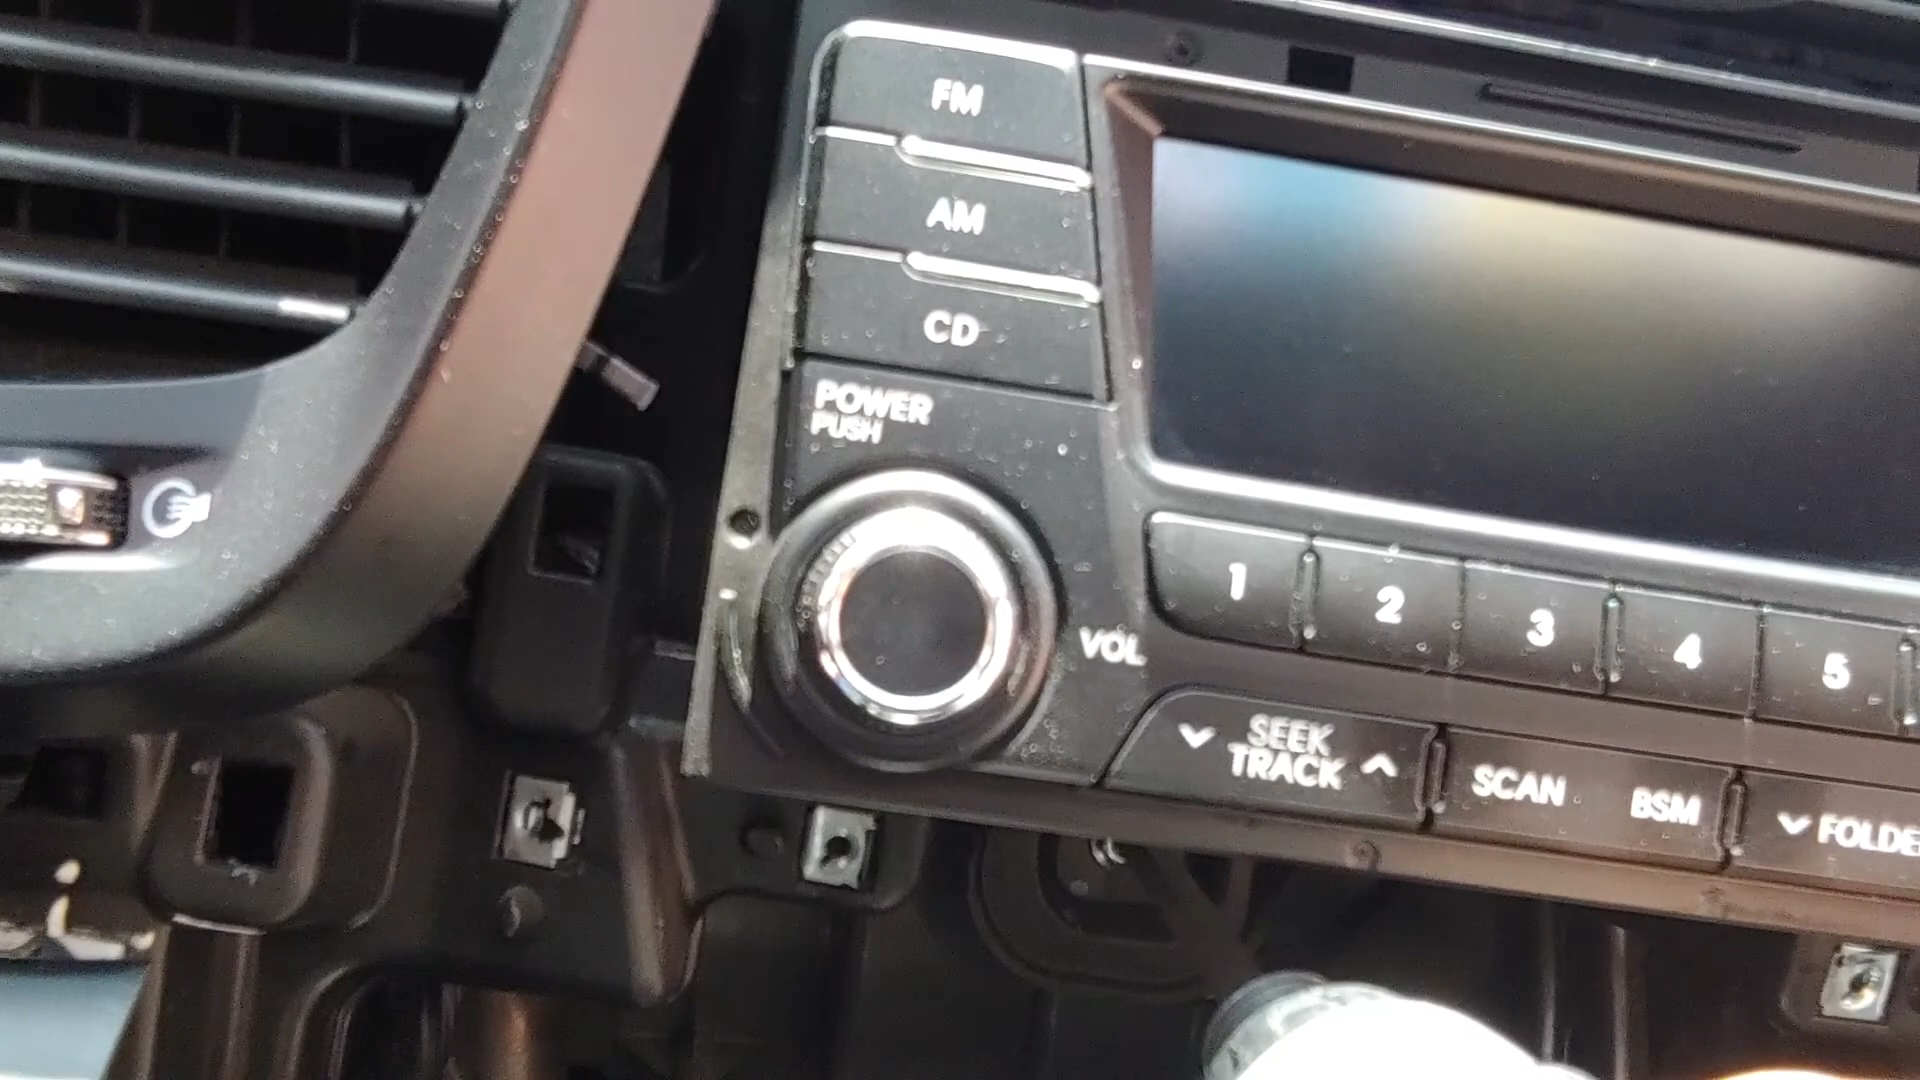 FM
AM
CD
POWER
PUSH
VOL
1 2 3 4 5
SEEK
TRACK
SCAN BSM
FOLDE